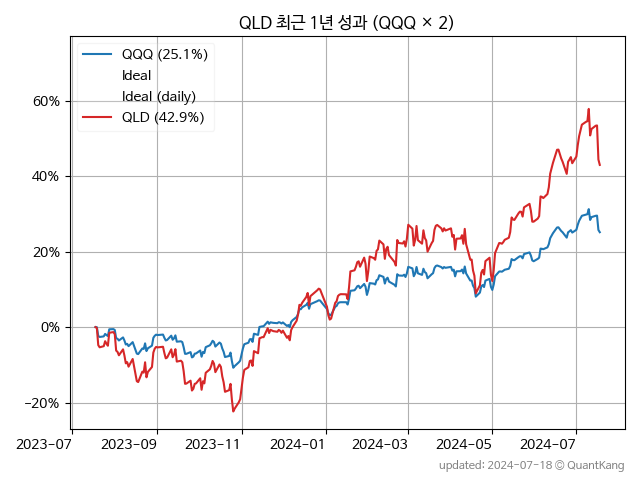 QLD 최근 1년 성과 (QQQ × 2)
QQQ (25.1%)
Ideal
Ideal (daily)
QLD (42.9%)
60%
40%
20%
0%
−20%
2023-07 2023-09 2023-11 2024-01 2024-03 2024-05 2024-07
updated: 2024-07-18 © QuantKang